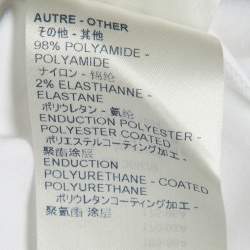 AUTRE - OTHER
その他 - 其他
98% POLYAMIDE -
POLYAMIDE
ナイロン - 锦纶
2% ELASTHANNE -
ELASTANE
ポリウレタン - 氨纶
ENDUCTION POLYESTER -
POLYESTER COATED
ポリエステルコーティング加工 -
聚酯涂层
ENDUCTION
POLYURETHANE - COATED
POLYURETHANE
ポリウレタンコーティング加工 -
聚氨酯 涂层